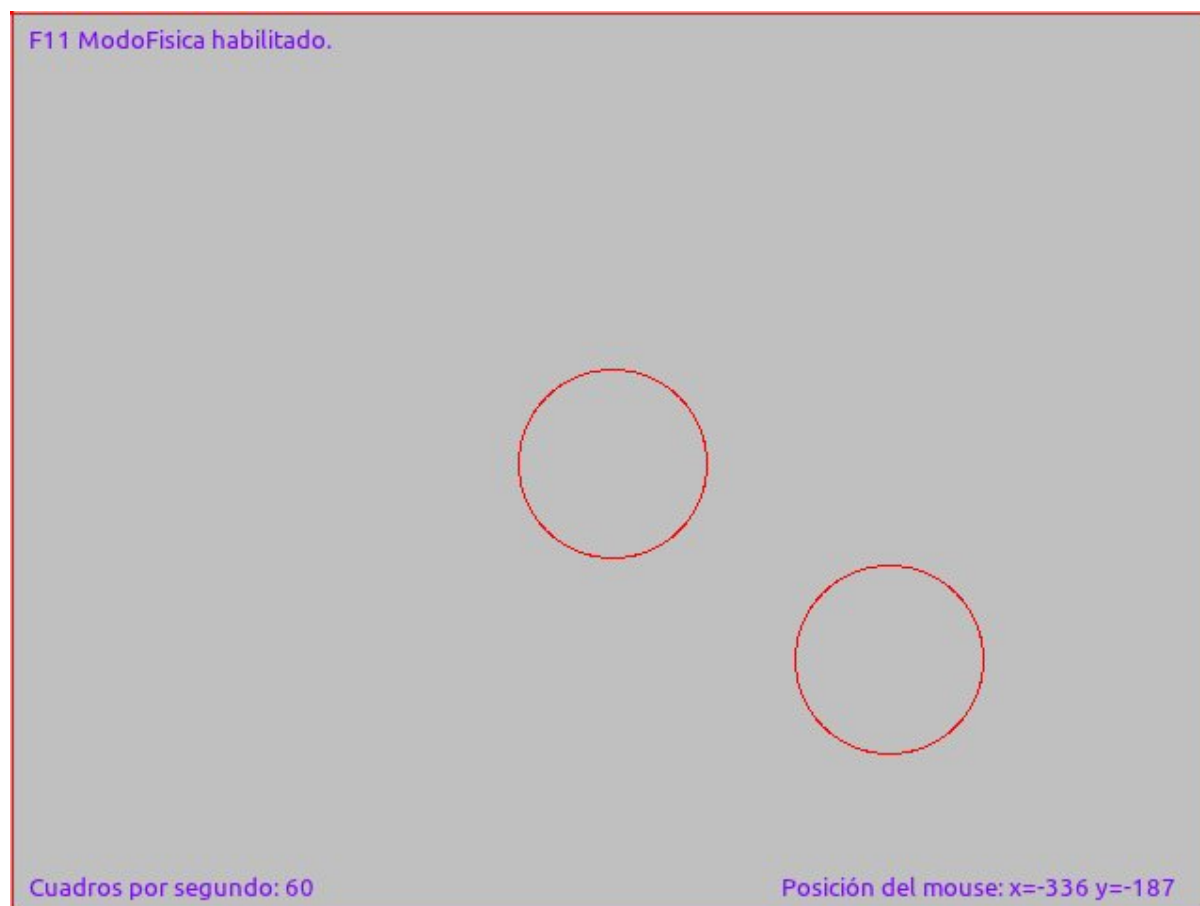 F11 ModoFisica habilitado.
Cuadros por segundo: 60
Posición del mouse: x=-336 y=-187